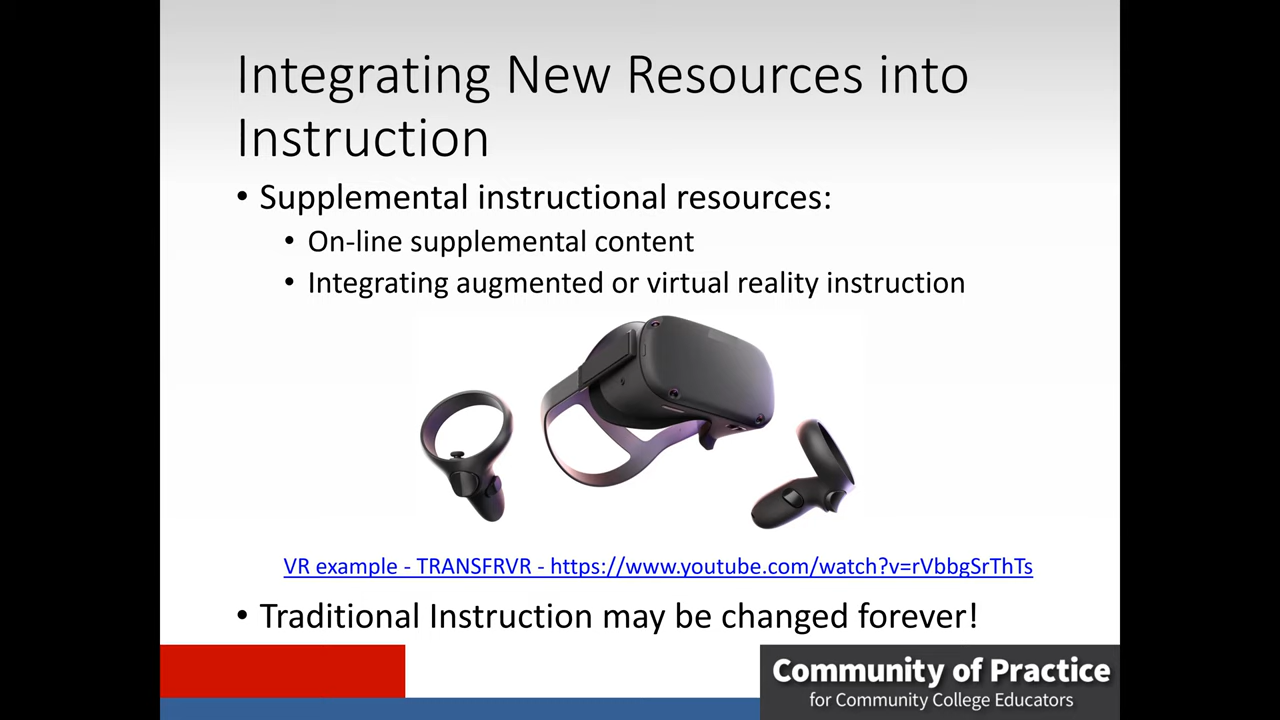 Integrating New Resources into
Instruction
• Supplemental instructional resources:
• On-line supplemental content
• Integrating augmented or virtual reality instruction
VR example - TRANSFRVR - https://www.youtube.com/watch?v=rVbbgSrThTs
• Traditional Instruction may be changed forever!
Community of Practice
for Community College Educators